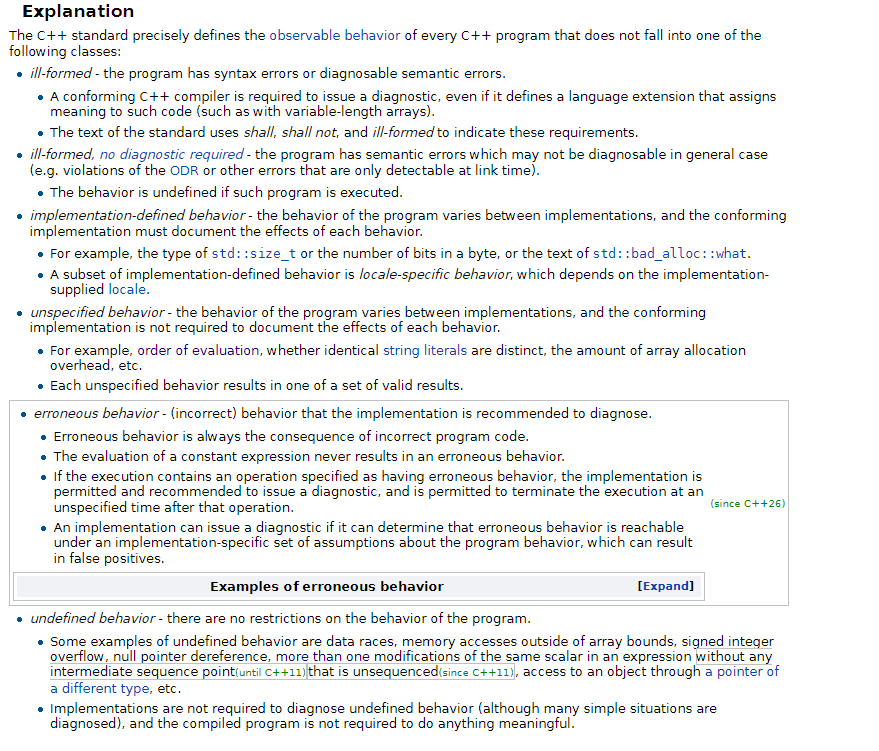 Explanation
The C++ standard precisely defines the observable behavior of every C++ program that does not fall into one of the
following classes:
• ill-formed - the program has syntax errors or diagnosable semantic errors.
• A conforming C++ compiler is required to issue a diagnostic, even if it defines a language extension that assigns
meaning to such code (such as with variable-length arrays).
• The text of the standard uses shall, shall not, and ill-formed to indicate these requirements.
• ill-formed, no diagnostic required - the program has semantic errors which may not be diagnosable in general case
(e.g. violations of the ODR or other errors that are only detectable at link time).
• The behavior is undefined if such program is executed.
• implementation-defined behavior - the behavior of the program varies between implementations, and the conforming
implementation must document the effects of each behavior.
• For example, the type of std::size_t or the number of bits in a byte, or the text of std::bad_alloc::what.
• A subset of implementation-defined behavior is locale-specific behavior, which depends on the implementation-
supplied locale.
• unspecified behavior - the behavior of the program varies between implementations, and the conforming
implementation is not required to document the effects of each behavior.
• For example, order of evaluation, whether identical string literals are distinct, the amount of array allocation
overhead, etc.
• Each unspecified behavior results in one of a set of valid results.
• erroneous behavior - (incorrect) behavior that the implementation is recommended to diagnose.
• Erroneous behavior is always the consequence of incorrect program code.
• The evaluation of a constant expression never results in an erroneous behavior.
• If the execution contains an operation specified as having erroneous behavior, the implementation is
permitted and recommended to issue a diagnostic, and is permitted to terminate the execution at an
unspecified time after that operation.
(since C++26)
• An implementation can issue a diagnostic if it can determine that erroneous behavior is reachable
under an implementation-specific set of assumptions about the program behavior, which can result
in false positives.
Examples of erroneous behavior [Expand]
• undefined behavior - there are no restrictions on the behavior of the program.
• Some examples of undefined behavior are data races, memory accesses outside of array bounds, signed integer
overflow, null pointer dereference, more than one modifications of the same scalar in an expression without any
intermediate sequence point(until C++11)that is unsequenced(since C++11), access to an object through a pointer of
a different type, etc.
• Implementations are not required to diagnose undefined behavior (although many simple situations are
diagnosed), and the compiled program is not required to do anything meaningful.